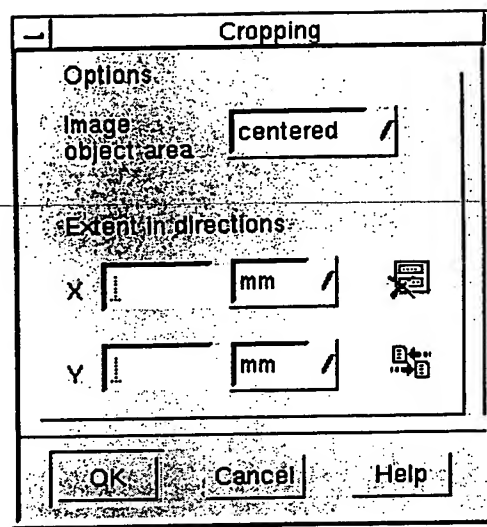 Cropping
Options
Image
object area
centered
Extent in directions
X
mm
Y
mm
OK
Cancel
Help